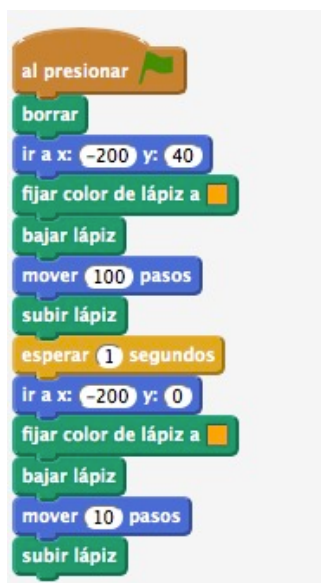 al presionar
borrar
ir a x: -200 y: 40
fijar color de lápiz a
bajar lápiz
mover 100 pasos
subir lápiz
esperar 1 segundos
ir a x: -200 y: 0
fijar color de lápiz a
bajar lápiz
mover 10 pasos
subir lápiz